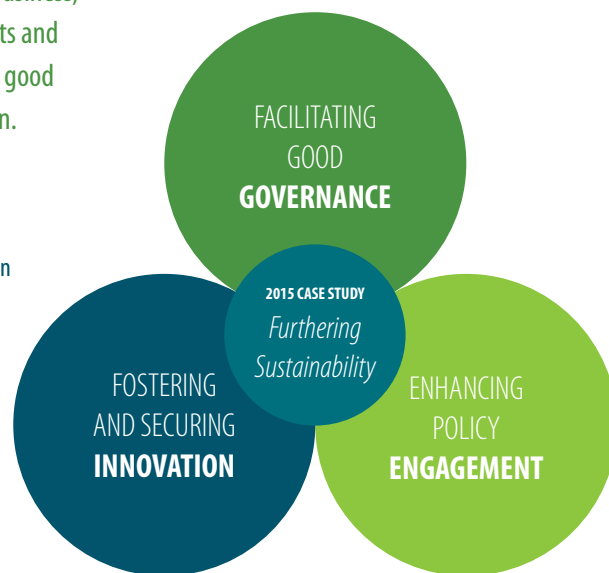 ts and
good
n.
n
FACILITATING
GOOD
GOVERNANCE
2015 CASE STUDY
Furthering
Sustainability
FOSTERING
AND SECURING
INNOVATION
ENHANCING
POLICY
ENGAGEMENT